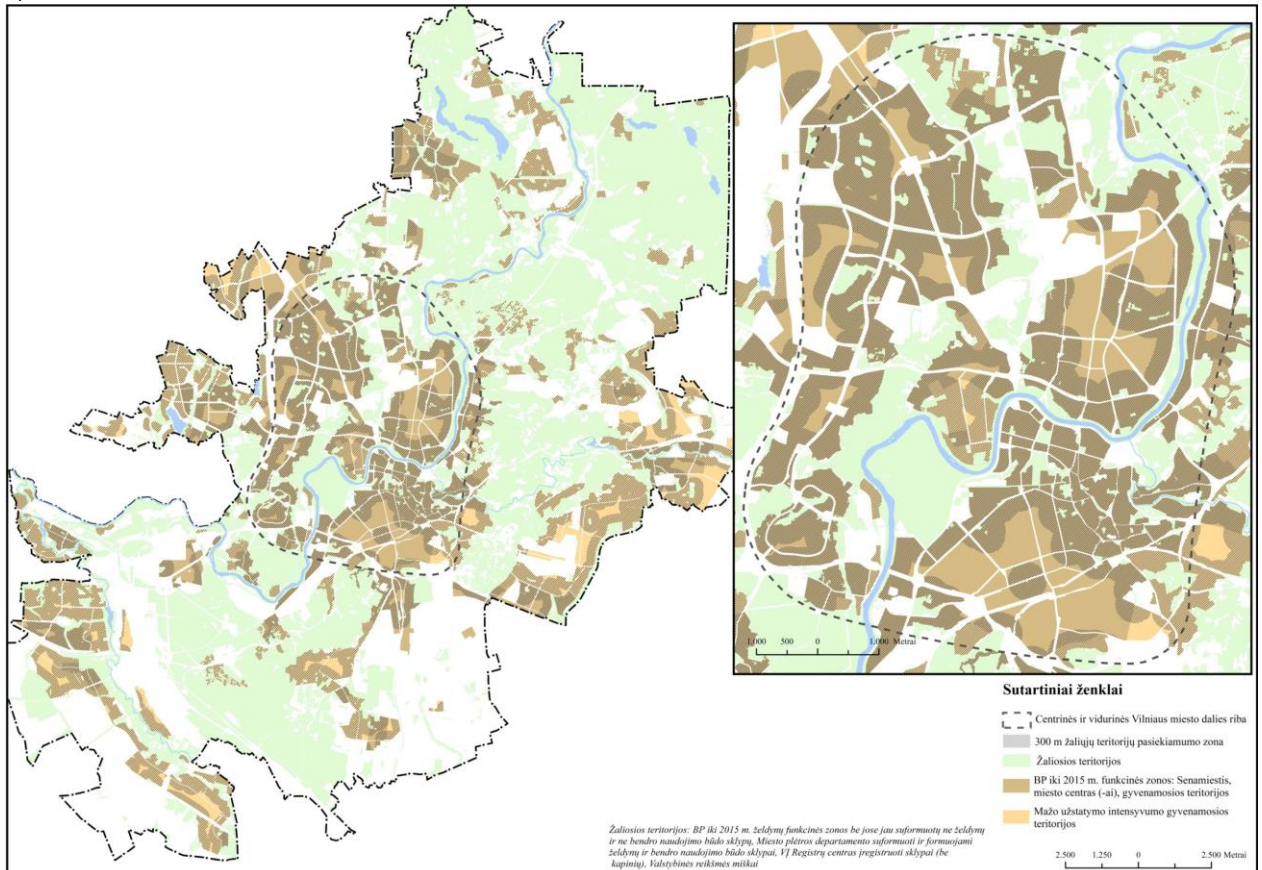 1.000 500 0 1.000 Metrai
Sutartiniai ženklai
Centrinės ir vidurinės Vilniaus miesto dalies riba
300 m žaliųjų teritorijų pasiekiamumo zona
Žaliosios teritorijos
BP iki 2015 m. funkcinės zonos: Senamiestis,
miesto centras (-ai), gyvenamosios teritorijos
Mažo užstatymo intensyvumo gyvenamosios
teritorijos
Žaliosios teritorijos: BP iki 2015 m. želdynų funkcinės zonos be jose jau suformuotų ne želdynų
ir ne bendro naudojimo būdo sklypų, Miesto plėtros departamento suformuoti ir formuojami
želdynų ir bendro naudojimo būdo sklypai, VĮ Registrų centras įregistruoti sklypai (be
kapinių), Valstybinės reikšmės miškai
2.500 1.250 0 2.500 Metrai